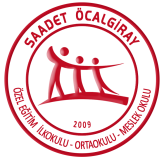 SAADET ÖCALGİRAY
2009
ÖZEL EĞİTİM İLKOKULU - ORTAOKULU - MESLEK OKULU